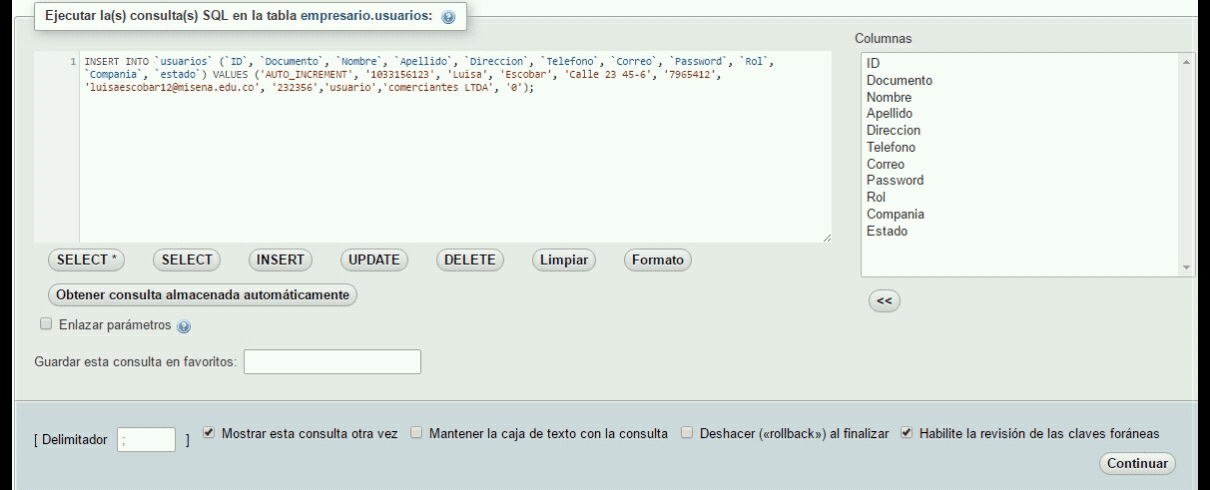 Ejecutar la(s) consulta(s) SQL en la tabla empresario.usuarios:
Columnas
1 INSERT INTO `usuarios` (`ID`, `Documento`, `Nombre`, `Apellido`, `Direccion`, `Telefono`, `Correo`, `Password`, `Rol`,
`Compania`, `estado`) VALUES ('AUTO_INCREMENT', '1033156123', 'Luisa', 'Escobar', 'Calle 23 45-6', '7965412',
'luisaescobar12@misena.edu.co', '232356','usuario','comerciantes LTDA', '0');
ID
Documento
Nombre
Apellido
Direccion
Telefono
Correo
Password
Rol
Compania
Estado
SELECT * SELECT INSERT UPDATE DELETE Limpiar Formato
Obtener consulta almacenada automáticamente
<<
Enlazar parámetros
Guardar esta consulta en favoritos:
[ Delimitador ; ] Mostrar esta consulta otra vez Mantener la caja de texto con la consulta Deshacer («rollback») al finalizar Habilite la revisión de las claves foráneas
Continuar